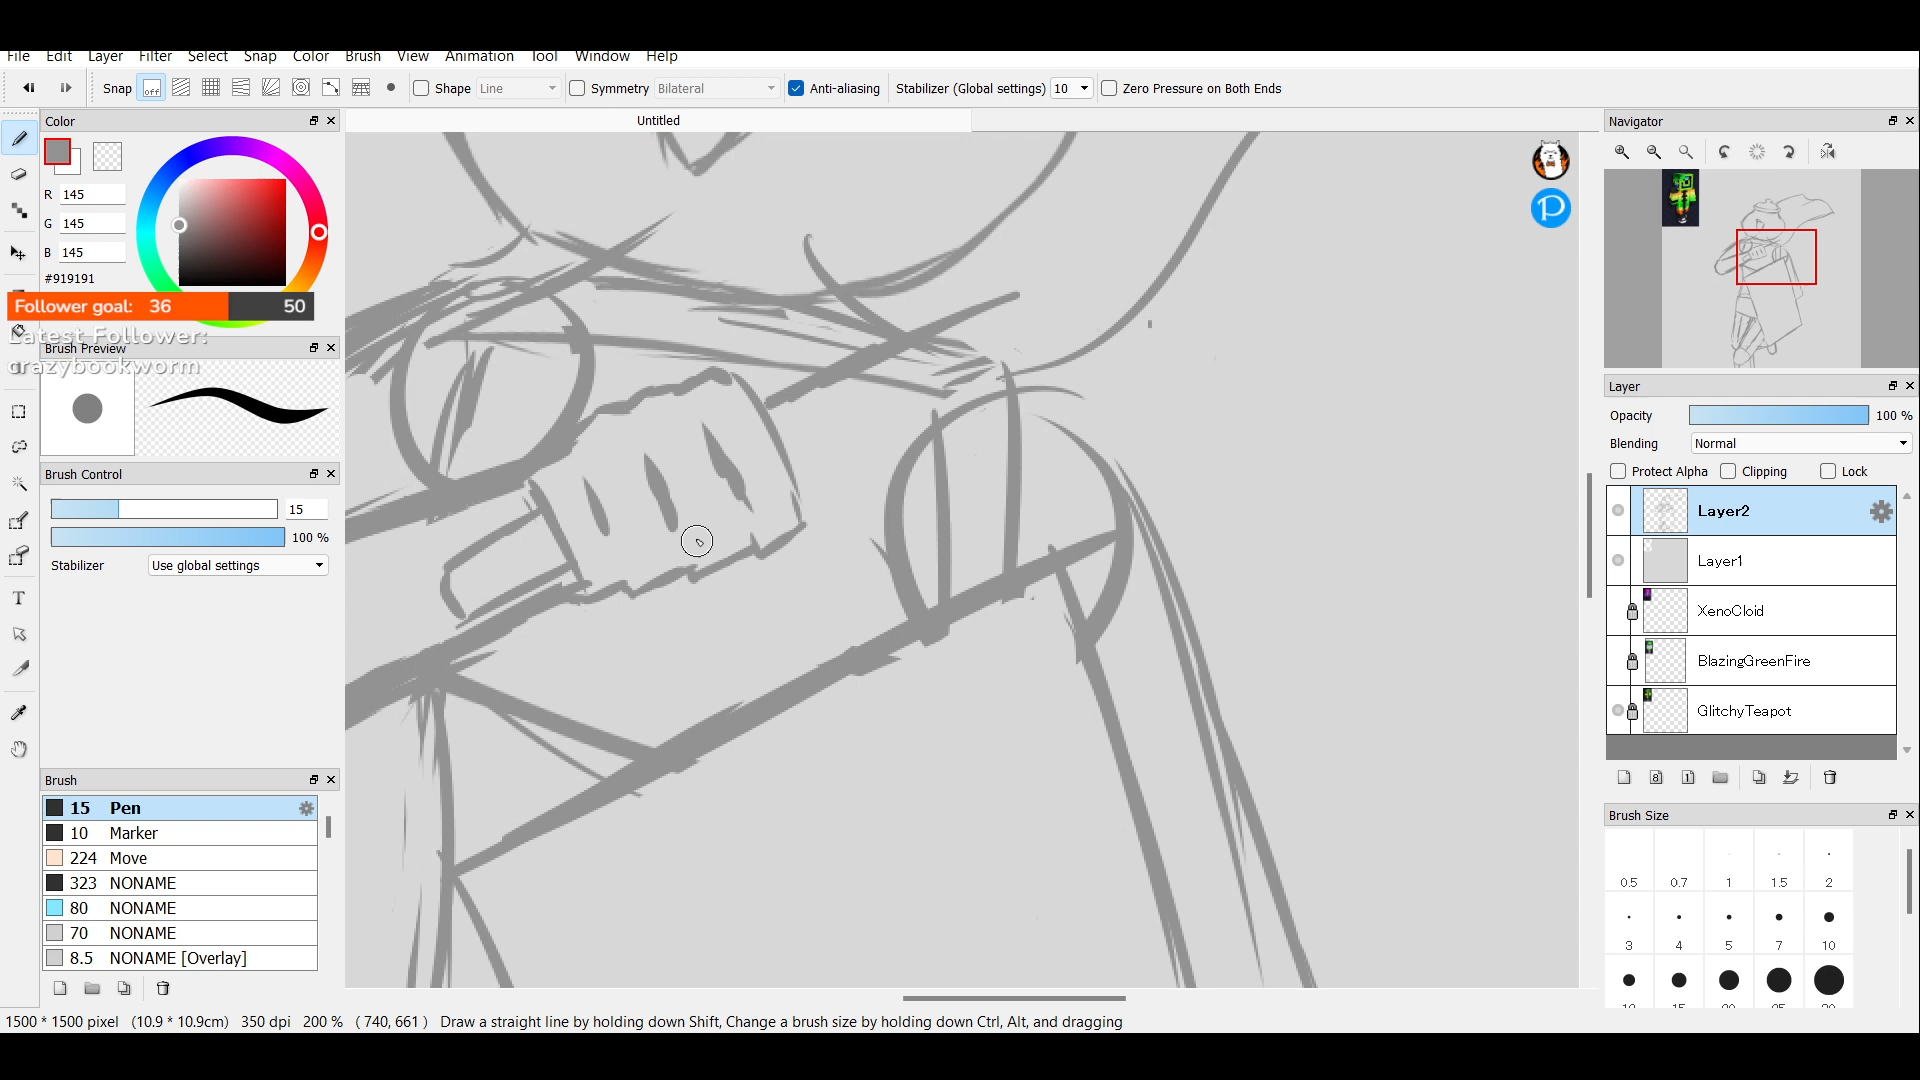 File Edit Layer Filter Select Snap Color Brush View Animation Tool Window Help
Snap off Shape Line Symmetry Bilateral Anti-aliasing Stabilizer (Global settings) 10 Zero Pressure on Both Ends
Color
Untitled
Navigator
R 145
G 145
B 145
#919191
Follower goal: 36 50
Latest Follower:
crazybookworm
Brush Preview
Brush Control
15
100 %
Stabilizer Use global settings
Brush
15 Pen
10 Marker
224 Move
323 NONAME
80 NONAME
70 NONAME
8.5 NONAME [Overlay]
Layer
Opacity 100 %
Blending Normal
Protect Alpha Clipping Lock
Layer2
Layer1
XenoCloid
BlazingGreenFire
GlitchyTeapot
Brush Size
0.5 0.7 1 1.5 2
3 4 5 7 10
1500 * 1500 pixel (10.9 * 10.9cm) 350 dpi 200 % ( 740, 661 ) Draw a straight line by holding down Shift, Change a brush size by holding down Ctrl, Alt, and dragging